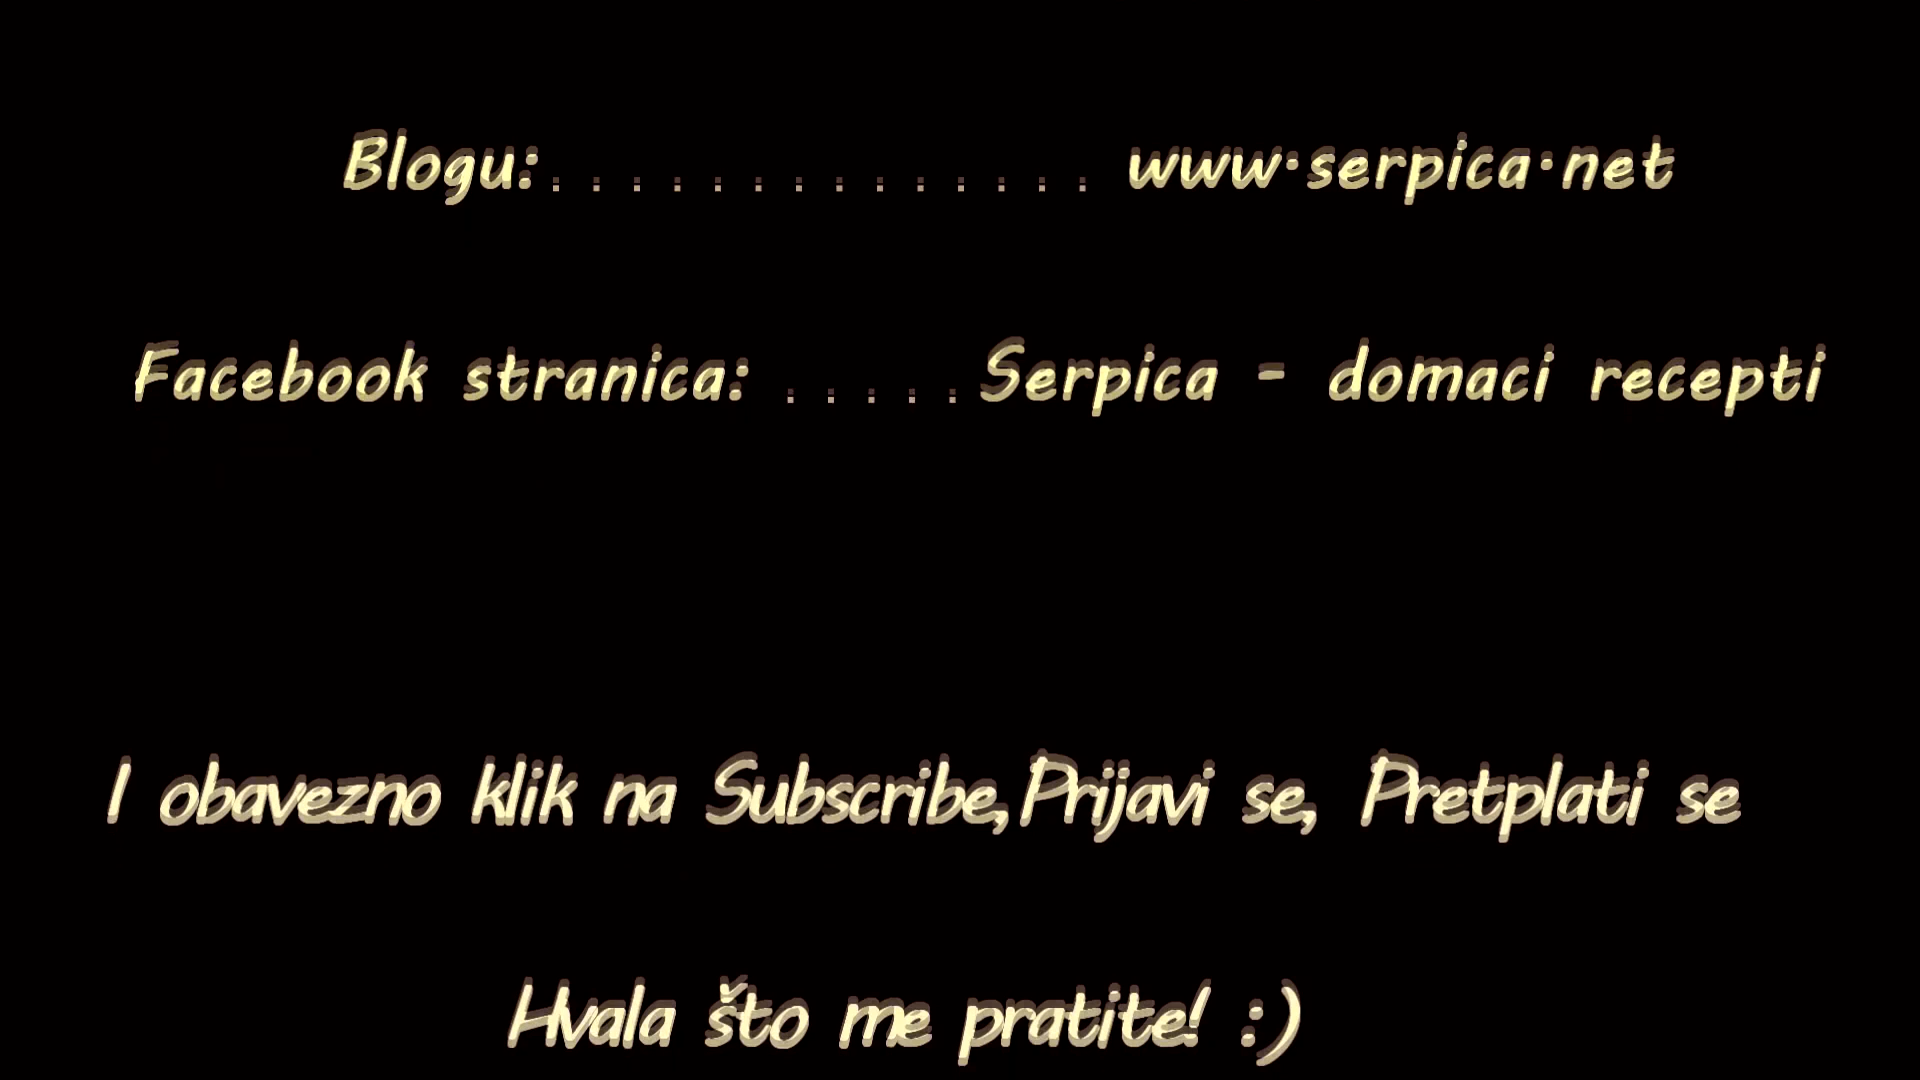 Blogu:. . . . . . . . . . . . . . www.serpica.net
Facebook stranica: . . . . . Serpica - domaci recepti
I obavezno klik na Subscribe,Prijavi se, Pretplati se
Hvala što me pratite! :)